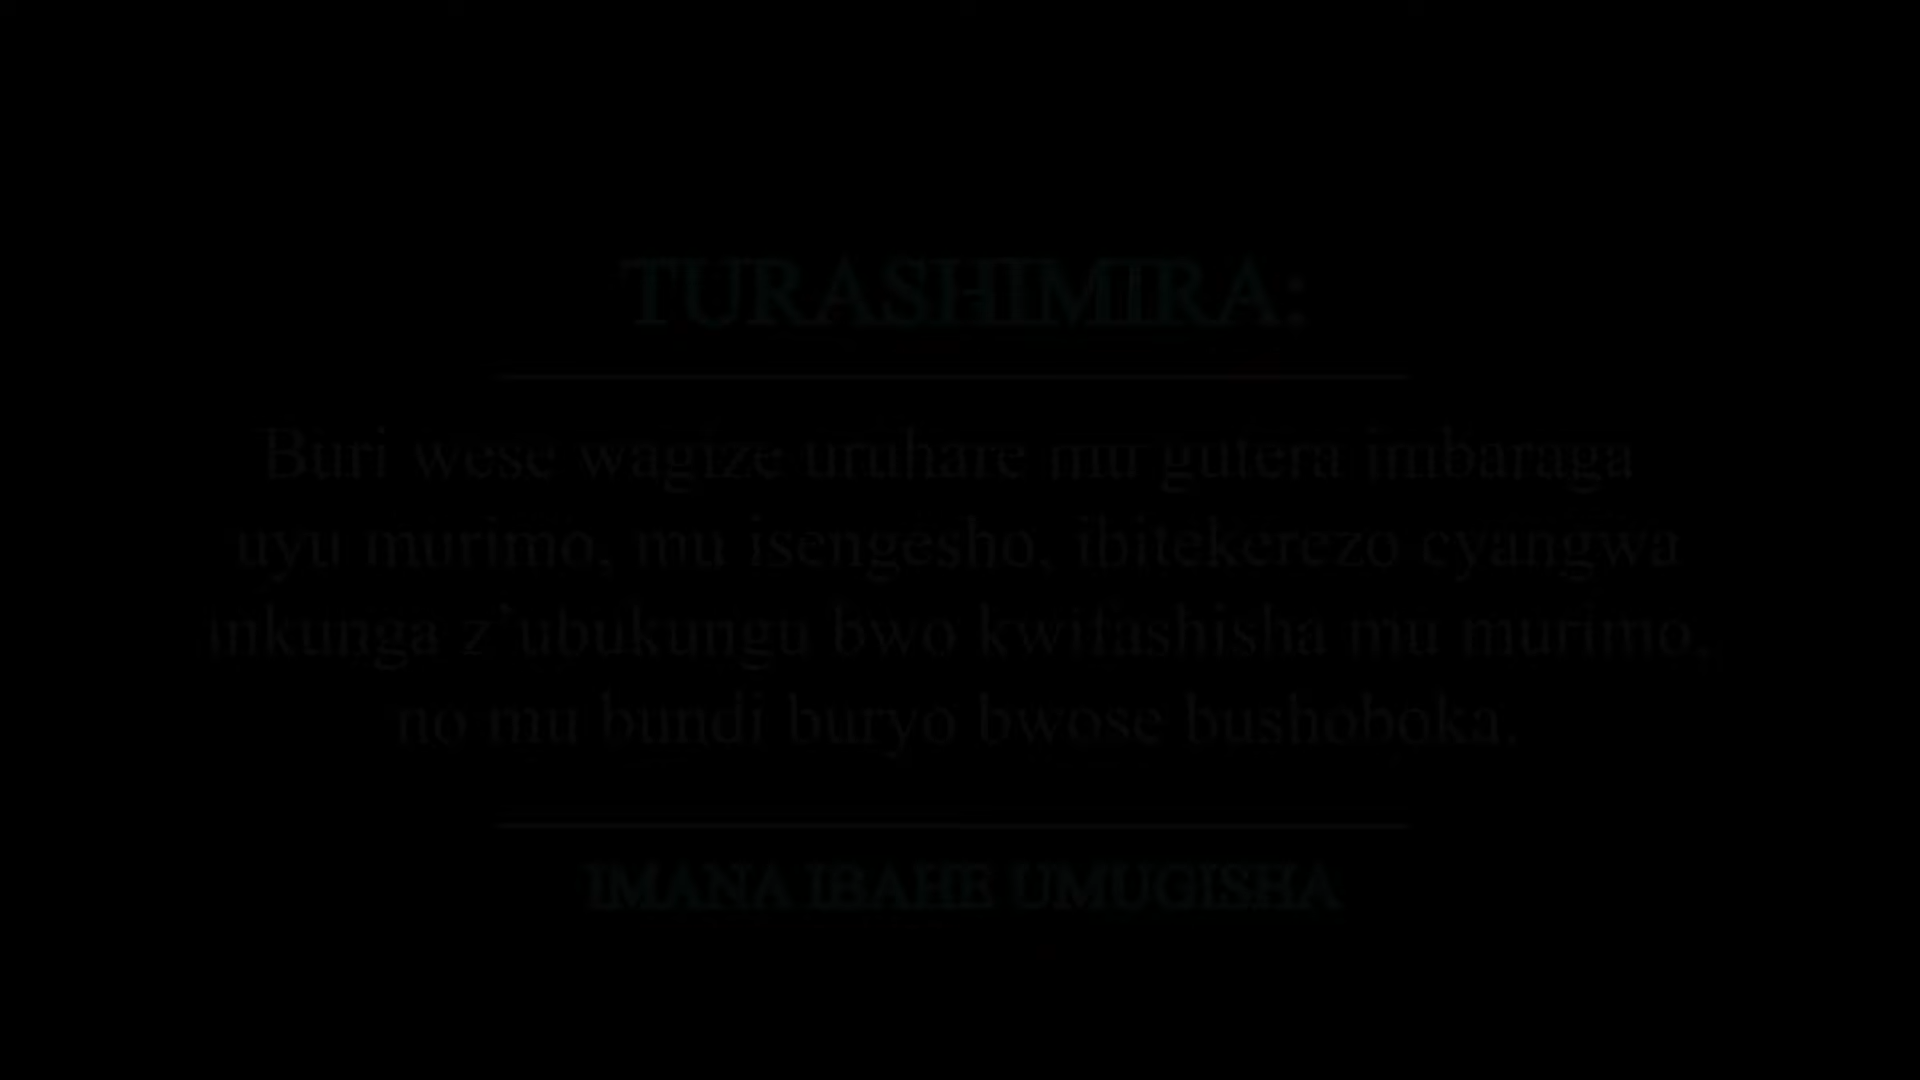 TURASHIMIRA:
Buri wese wagize uruhare mu gutera imbaraga
uyu murimo, mu isengesho, ibitekerezo cyangwa
inkunga z'ubukungu bwo kwifashisha mu murimo,
no mu bundi buryo bwose bushoboka.
IMANA IBAHE UMUGISHA